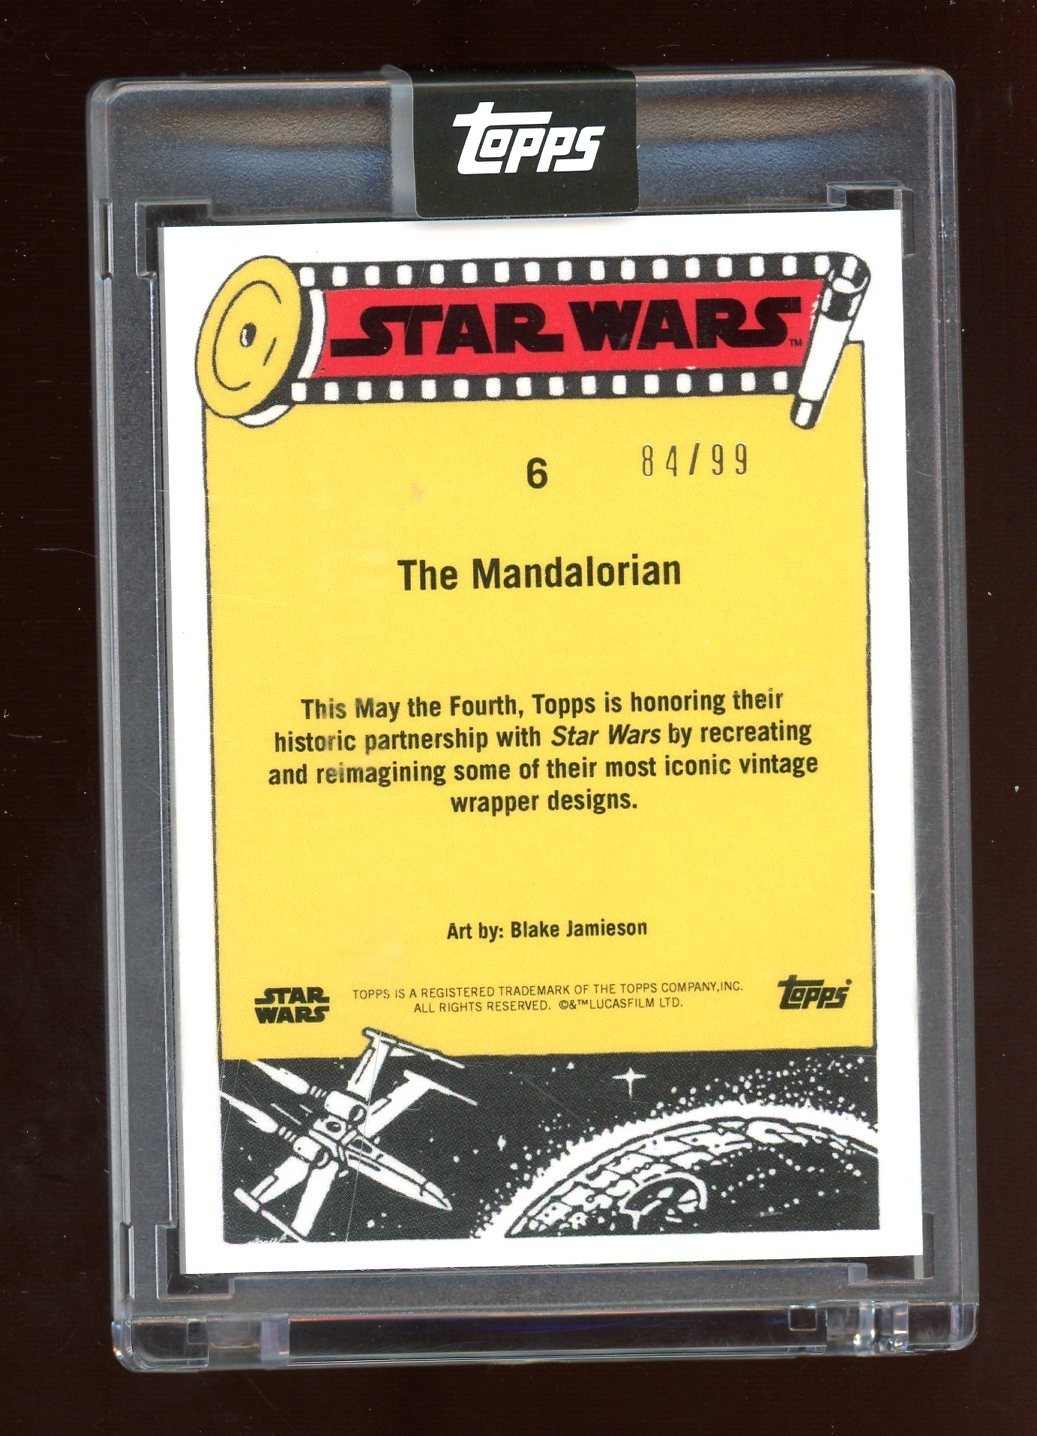 TOPPS
STAR WARS™
6 84/99
The Mandalorian
This May the Fourth, Topps is honoring their
historic partnership with Star Wars by recreating
and reimagining some of their most iconic vintage
wrapper designs.
Art by: Blake Jamieson
STAR
WARS
TOPPS IS A REGISTERED TRADEMARK OF THE TOPPS COMPANY,INC.
ALL RIGHTS RESERVED. ©&™LUCASFILM LTD.
TOPPS®